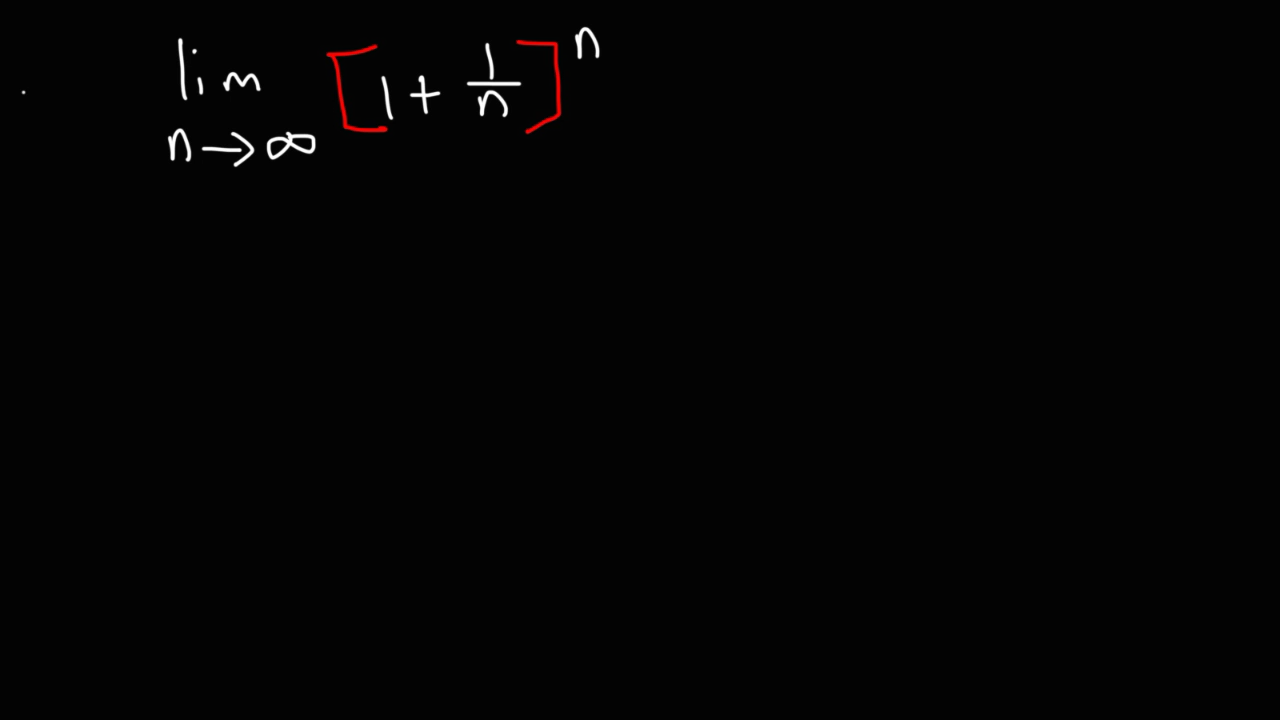 lim [1 + 1/n]^n
n→∞